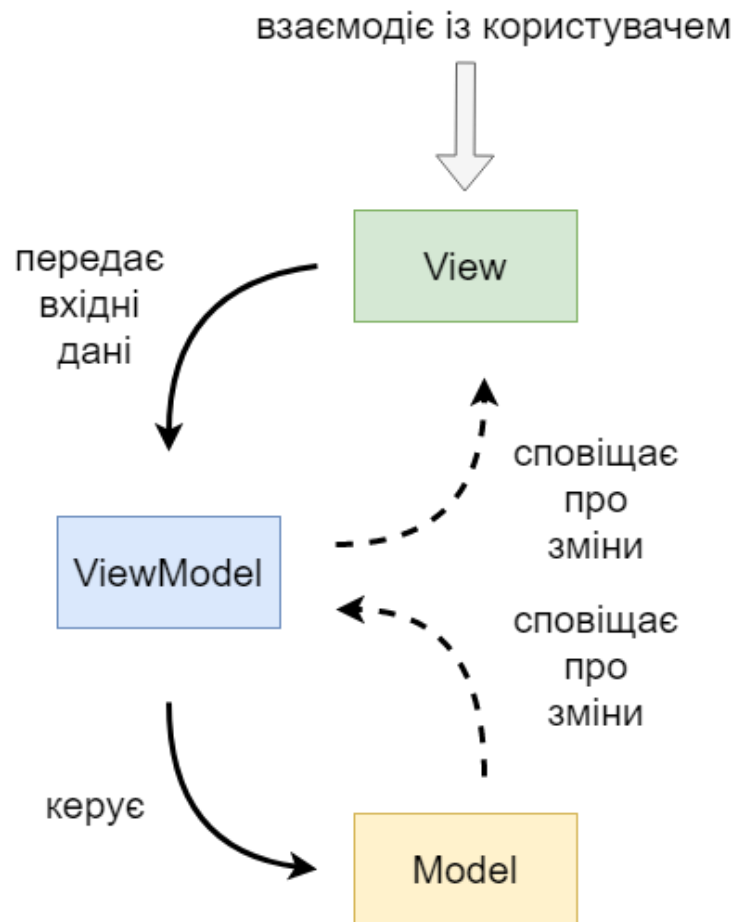 взаємодіє із користувачем
View
передає
вхідні
дані
сповіщає
про
зміни
ViewModel
сповіщає
про
зміни
керує
Model